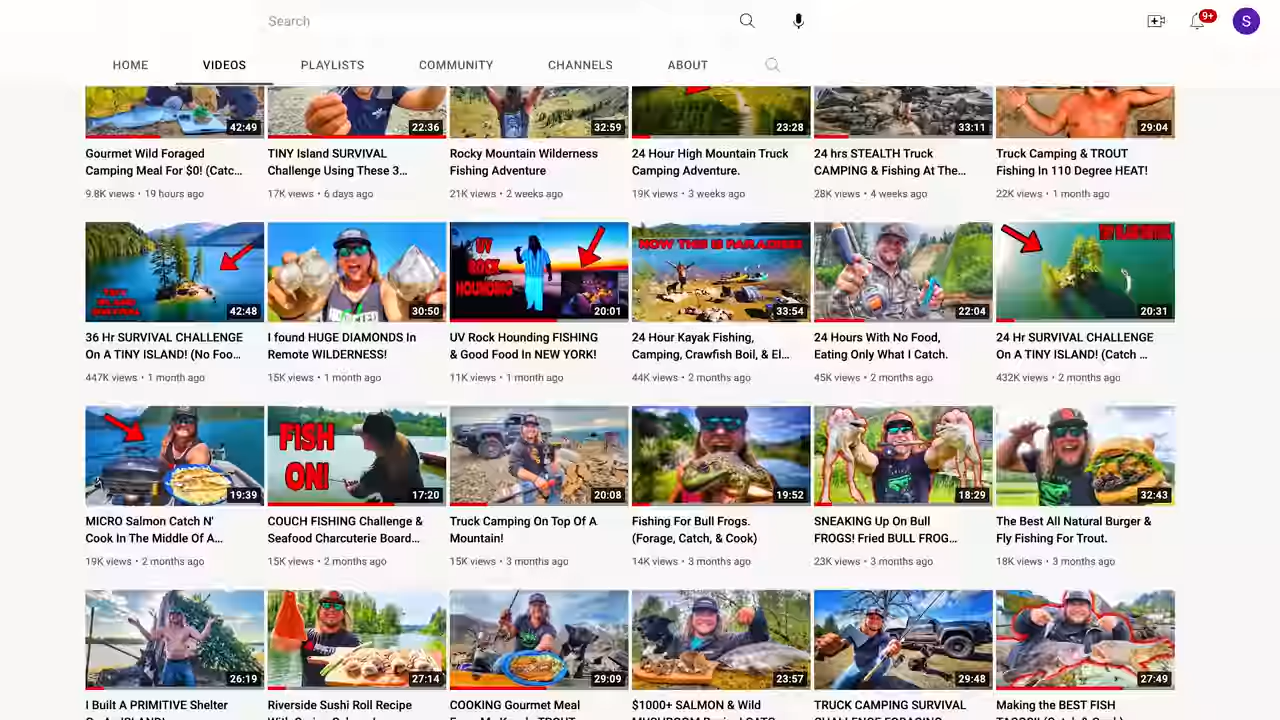 Search
9+
S
HOME VIDEOS PLAYLISTS COMMUNITY CHANNELS ABOUT
42:49 22:36 32:59 23:28 33:11 29:04
Gourmet Wild Foraged
Camping Meal For $0! (Catc...
9.8K views • 19 hours ago
TINY Island SURVIVAL
Challenge Using These 3...
17K views • 6 days ago
Rocky Mountain Wilderness
Fishing Adventure
21K views • 2 weeks ago
24 Hour High Mountain Truck
Camping Adventure.
19K views • 3 weeks ago
24 hrs STEALTH Truck
CAMPING & Fishing At The...
28K views • 4 weeks ago
Truck Camping & TROUT
Fishing In 110 Degree HEAT!
22K views • 1 month ago
42:48
36 Hr SURVIVAL CHALLENGE
On A TINY ISLAND! (No Foo...
447K views • 1 month ago
30:50
I found HUGE DIAMONDS In
Remote WILDERNESS!
15K views • 1 month ago
UV
ROCK
HOUNDING
20:01
UV Rock Hounding FISHING
& Good Food In NEW YORK!
11K views • 1 month ago
NOW THIS IS PARADISE!
33:54
24 Hour Kayak Fishing,
Camping, Crawfish Boil, & El...
44K views • 2 months ago
22:04
24 Hours With No Food,
Eating Only What I Catch.
45K views • 2 months ago
20:31
24 Hr SURVIVAL CHALLENGE
On A TINY ISLAND! (Catch ...
432K views • 2 months ago
19:39
MICRO Salmon Catch N'
Cook In The Middle Of A...
19K views • 2 months ago
FISH
ON!
17:20
COUCH FISHING Challenge &
Seafood Charcuterie Board...
15K views • 2 months ago
20:08
Truck Camping On Top Of A
Mountain!
15K views • 3 months ago
19:52
Fishing For Bull Frogs.
(Forage, Catch, & Cook)
14K views • 3 months ago
18:29
SNEAKING Up On Bull
FROGS! Fried BULL FROG...
23K views • 3 months ago
32:43
The Best All Natural Burger &
Fly Fishing For Trout.
18K views • 3 months ago
26:19
I Built A PRIMITIVE Shelter
27:14
Riverside Sushi Roll Recipe
29:09
COOKING Gourmet Meal
23:57
$1000+ SALMON & Wild
29:48
TRUCK CAMPING SURVIVAL
27:49
Making the BEST FISH